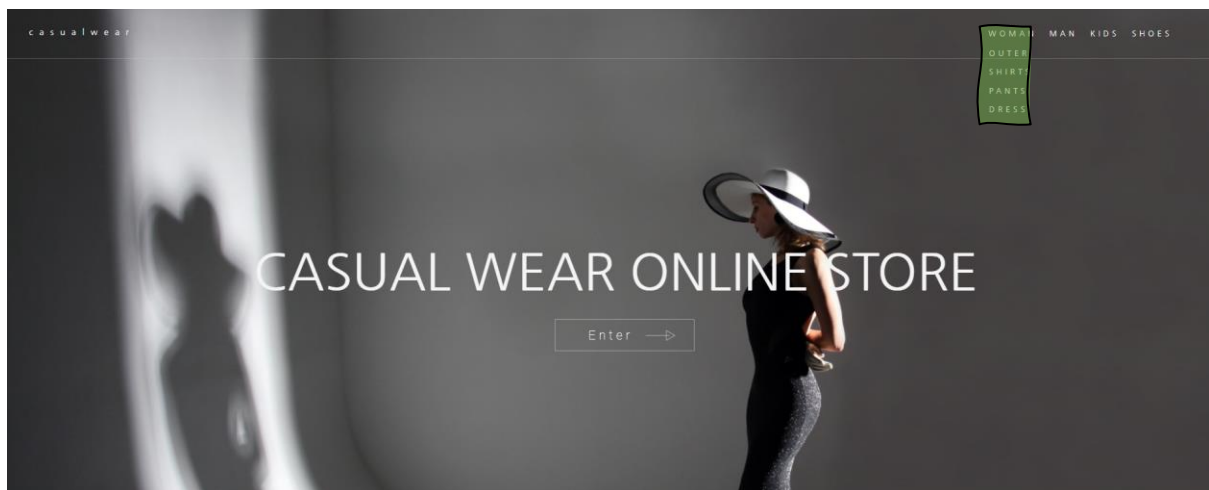 casualwear
WOMAN MAN KIDS SHOES
OUTER
SHIRTS
PANTS
DRESS
CASUAL WEAR ONLINE STORE
Enter